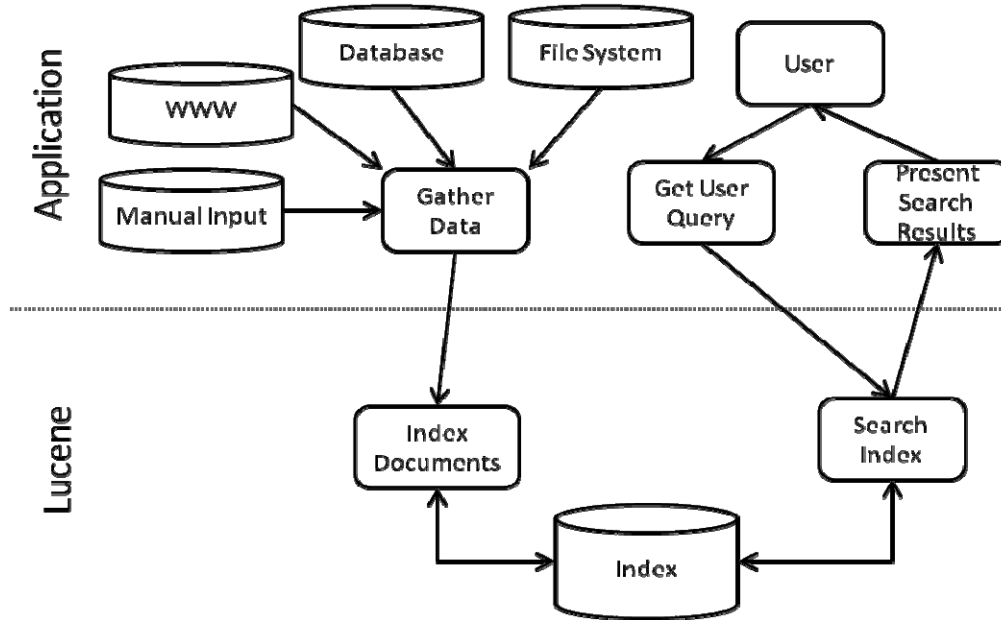 Application
Database
File System
User
WWW
Manual Input
Gather
Data
Get User
Query
Present
Search
Results
Lucene
Index
Documents
Search
Index
Index